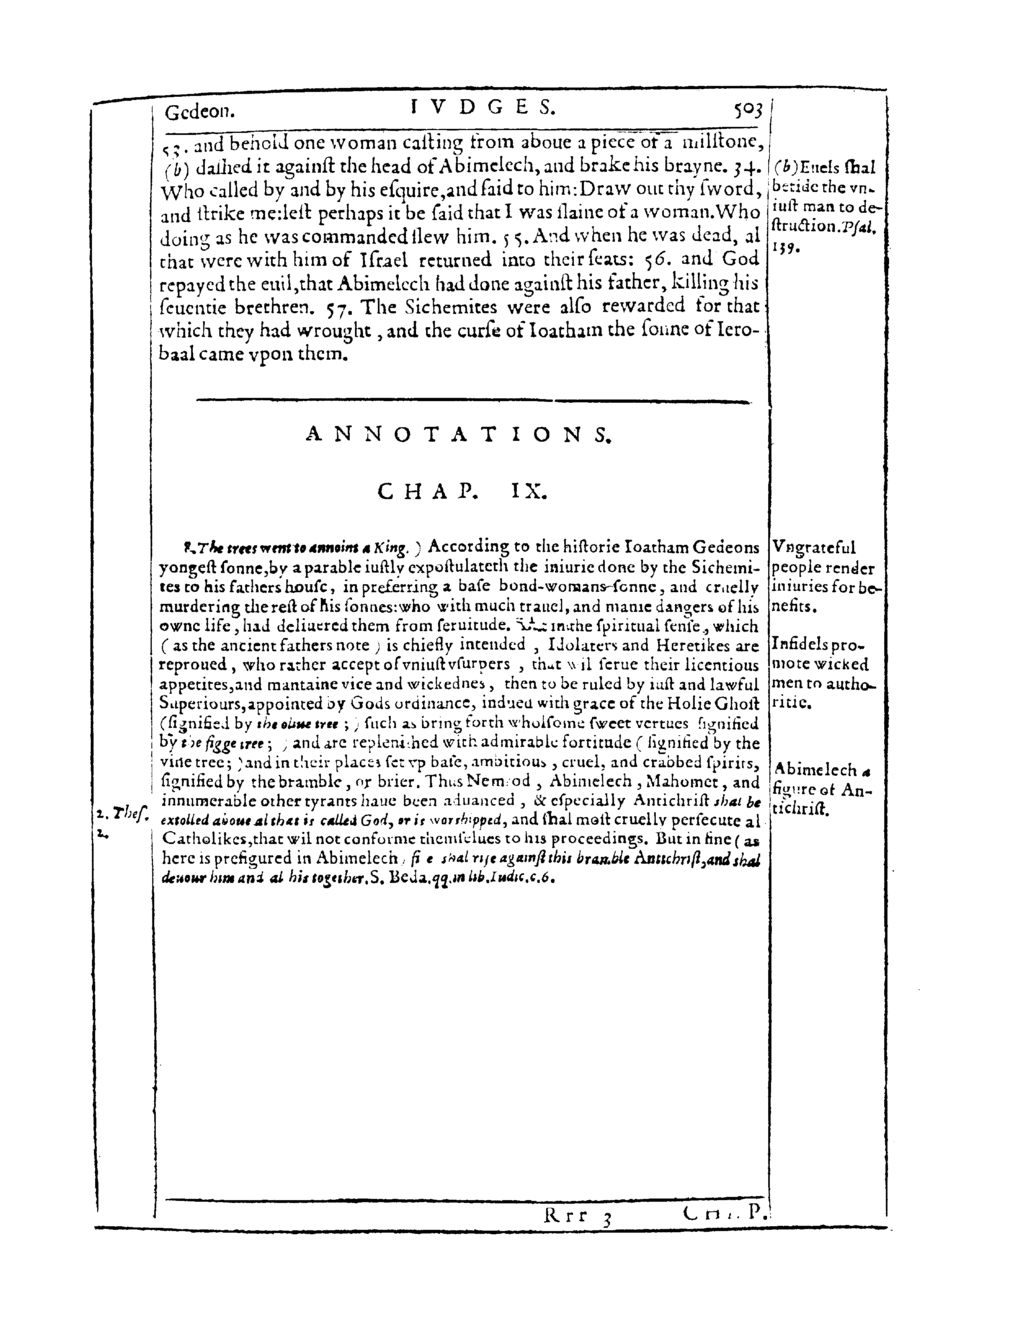 Gedeon. IVDGES. 503
53. and behold one woman caſting from aboue a piece of a milſtone,
(b) daſhed it againſt the head of Abimelech, and brake his brayne. 34.
Who called by and by his eſquire,and ſaid to him:Draw out thy ſword,
and ſtrike me:leſt perhaps it be ſaid that I was ſlaine of a woman.Who
doing as he was commanded ſlew him. 55. And when he was dead, al
that were with him of Iſrael returned into their ſeats: 56. and God
repayed the euil,that Abimelech had done againſt his father, killing his
ſeuentie brethren. 57. The Sichemites were alſo rewarded for that
which they had wrought , and the curſe of Ioatham the ſonne of Iero-
baal came vpon them.
(b)Euels ſhal
betide the vn-
iuſt man to de-
ſtruction.Pſal,
139.
ANNOTATIONS.
CHAP. IX.
8. The trees went to annoint a King. ) According to the hiſtorie Ioatham Gedeons
yongeſt ſonne,by a parable iuſtly expoſtulateth the iniurie done by the Sichemi-
tes to his fathers houſe, in preferring a baſe bond-womans-ſonne, and cruelly
murdering the reſt of his ſonnes:who with much trauel, and manie dangers of his
owne life, had deliuered them from ſeruitude. in the ſpiritual ſenſe, which
( as the ancient fathers note ) is chiefly intended , Idolaters and Heretikes are
reproued , who rather accept of vniuſt vſurpers , that wil ſerue their licentious
appetites,and mantaine vice and wickednes, then to be ruled by iuſt and lawful
Superiours,appointed by Gods ordinance, indued with grace of the Holie Ghoſt
(ſignified by the oliue tree ; ) ſuch as bring forth wholſome ſweet vertues ſignified
by the figge tree ; ) and are repleniſhed with admirable fortitude ( ſignified by the
vine tree; )and in their places ſet vp baſe, ambitious , cruel, and crabbed ſpirits,
ſignified by the bramble , or brier. Thus Nemrod , Abimelech , Mahomet , and
innumerable other tyrants haue been aduanced , & eſpecially Antichriſt shal be
extolled aboue al that is called God, or is worshipped, and ſhal moſt cruelly perſecute al
Catholikes,that wil not conforme themſelues to his proceedings. But in fine ( as
here is prefigured in Abimelech ) fire shal riſe againſt this bramble Antichriſt,and shal
deuour him and al his together. S. Beda.qq.in lib.Iudic.c.6.
2. Theſ.
2.
Vngrateful
people render
iniuries for be-
nefits.
Infidels pro-
mote wicked
men to autho-
ritie.
Abimelech a
figure of An-
tichriſt.
Rrr 3 CHAP.